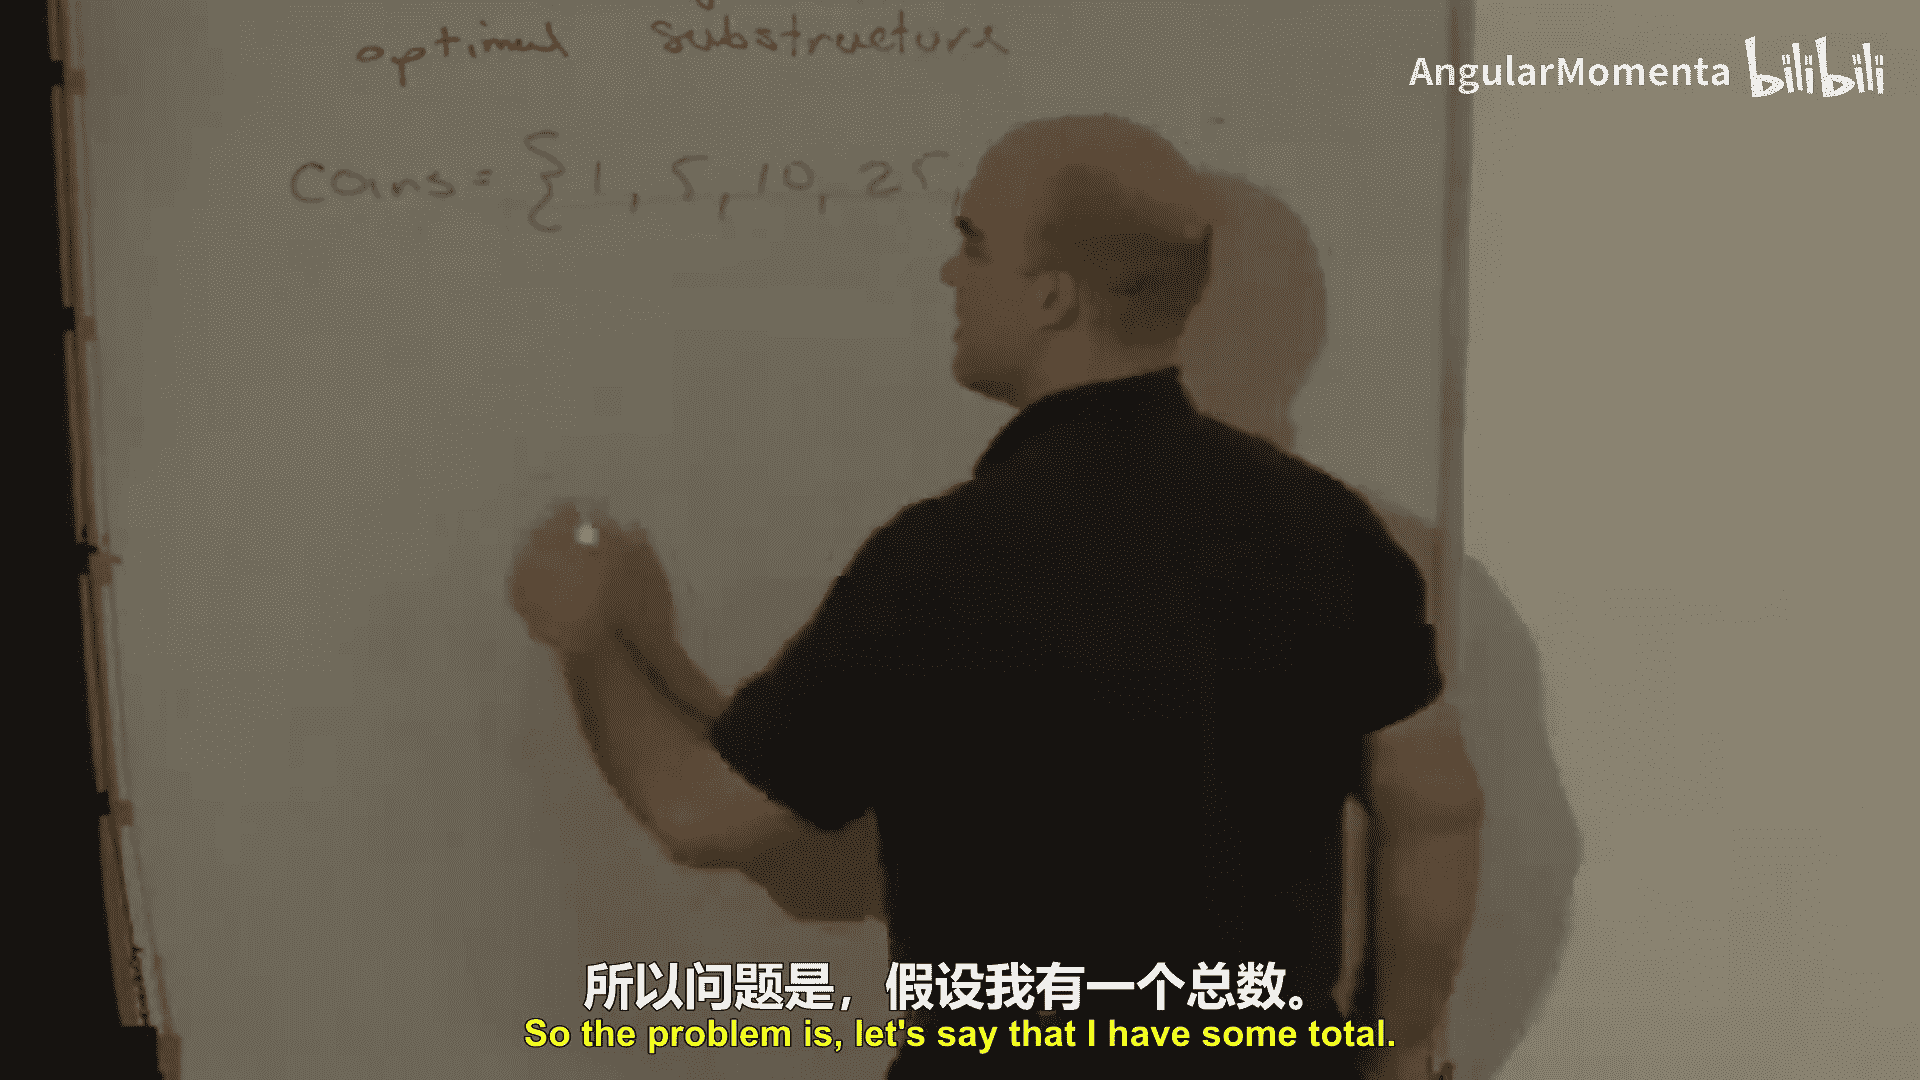 optimal substructure
AngularMomenta bilibili
Coins = { 1, 5, 10, 25,
所以问题是，假设我有一个总数。
So the problem is, let's say that I have some total.